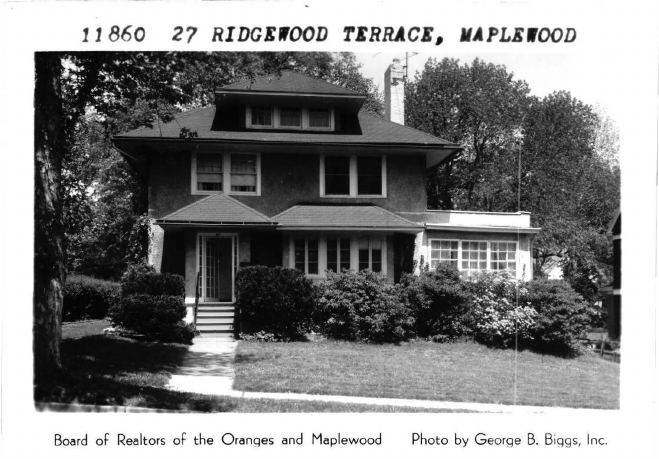 11860 27 RIDGEWOOD TERRACE, MAPLEWOOD
Board of Realtors of the Oranges and Maplewood Photo by George B. Biggs, Inc.